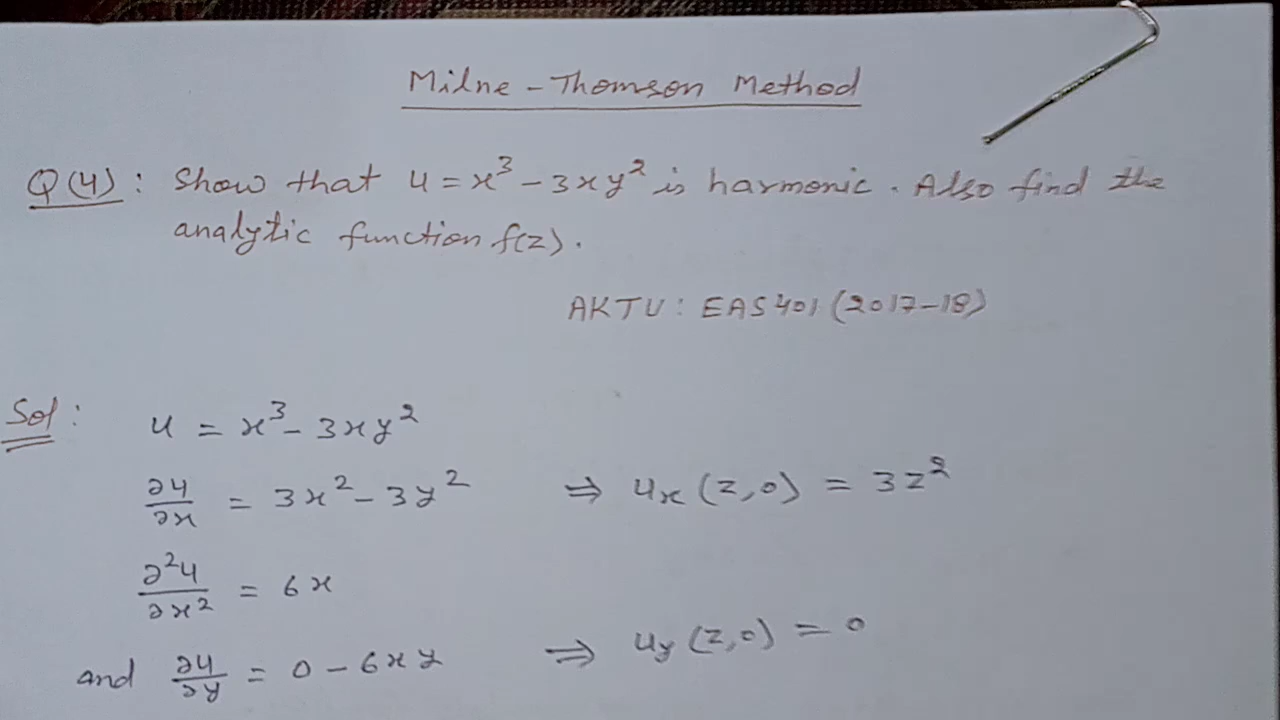 Milne-Thomson Method
Q(4): Show that u = x³ - 3xy² is harmonic. Also find the
analytic function f(z).
AKTU: EAS401 (2017-18)
Sol: u = x³ - 3xy²
∂u/∂x = 3x² - 3y² ⇒ uₓ(z,0) = 3z²
∂²u/∂x² = 6x
and ∂u/∂y = 0 - 6xy ⇒ u_y(z,0) = 0